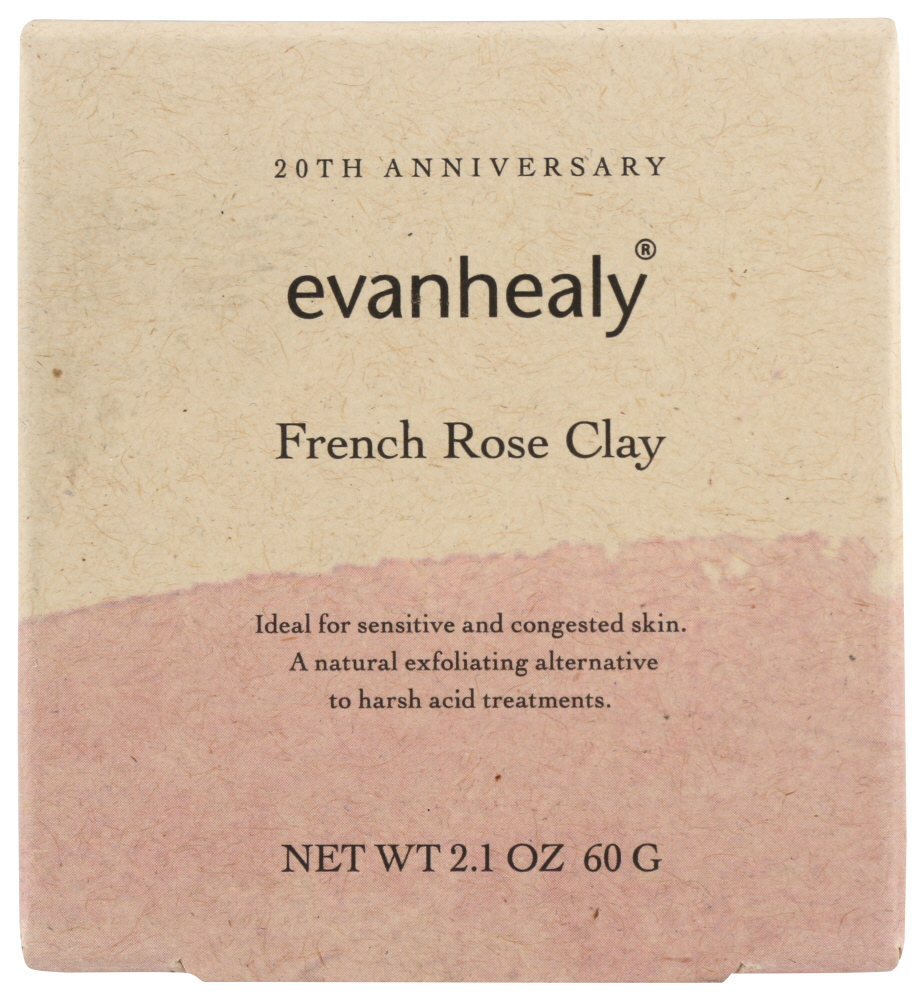 20TH ANNIVERSARY
evanhealy®
French Rose Clay
Ideal for sensitive and congested skin.
A natural exfoliating alternative
to harsh acid treatments.
NET WT 2.1 OZ 60 G